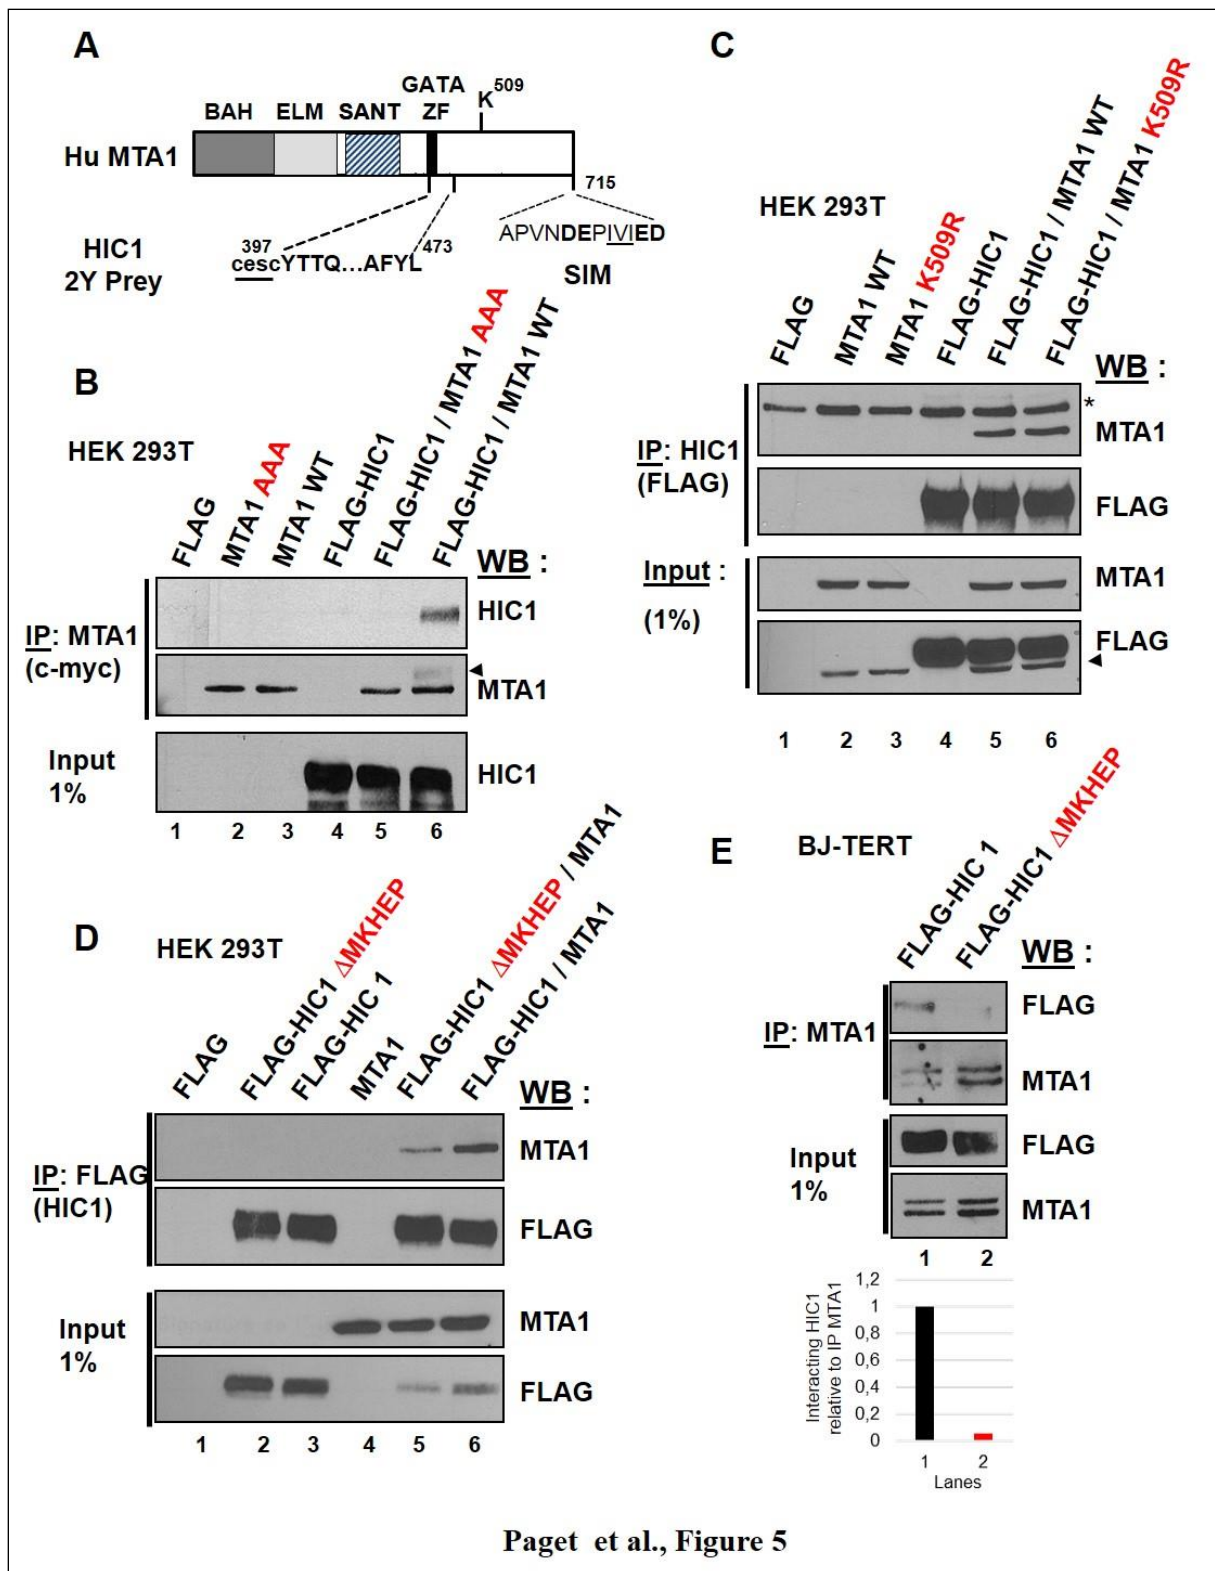 A
GATA
BAH ELM SANT ZF K509
Hu MTA1
715
397 473
HIC1 cescYTTQ...AFYL
2Y Prey
APVNDEPIVIED
SIM
B
HEK 293T
FLAG
MTA1 AAA
MTA1 WT
FLAG-HIC1
FLAG-HIC1 / MTA1 AAA
FLAG-HIC1 / MTA1 WT
WB :
IP: MTA1
(c-myc)
HIC1
MTA1
Input
1%
HIC1
1 2 3 4 5 6
C
HEK 293T
FLAG
MTA1 WT
MTA1 K509R
FLAG-HIC1
FLAG-HIC1 / MTA1 WT
FLAG-HIC1 / MTA1 K509R
WB :
*
IP: HIC1
(FLAG)
MTA1
FLAG
Input :
(1%)
MTA1
FLAG
1 2 3 4 5 6
D
HEK 293T
FLAG
FLAG-HIC1 ΔMKHEP
FLAG-HIC 1
MTA1
FLAG-HIC1 ΔMKHEP / MTA1
FLAG-HIC1 / MTA1
WB :
IP: FLAG
(HIC1)
MTA1
FLAG
Input
1%
MTA1
FLAG
1 2 3 4 5 6
E
BJ-TERT
FLAG-HIC 1
FLAG-HIC1 ΔMKHEP
WB :
IP: MTA1
FLAG
MTA1
Input
1%
FLAG
MTA1
1 2
Interacting HIC1
relative to IP MTA1
1,2
1
0,8
0,6
0,4
0,2
0
1 2
Lanes
Paget et al., Figure 5